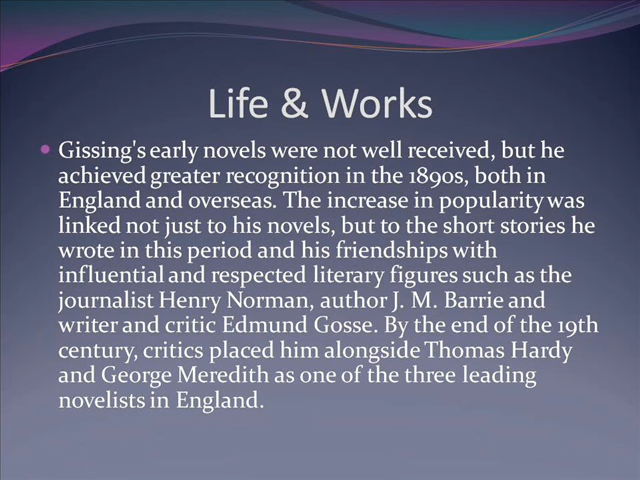 Life & Works
• Gissing's early novels were not well received, but he
achieved greater recognition in the 1890s, both in
England and overseas. The increase in popularity was
linked not just to his novels, but to the short stories he
wrote in this period and his friendships with
influential and respected literary figures such as the
journalist Henry Norman, author J. M. Barrie and
writer and critic Edmund Gosse. By the end of the 19th
century, critics placed him alongside Thomas Hardy
and George Meredith as one of the three leading
novelists in England.